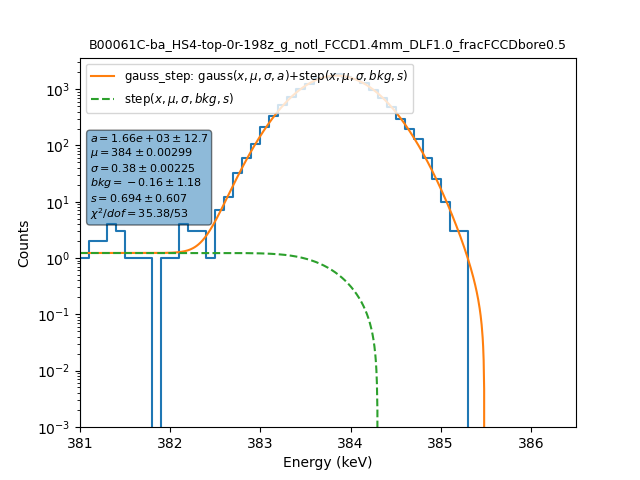 B00061C-ba_HS4-top-0r-198z_g_notl_FCCD1.4mm_DLF1.0_fracFCCDbore0.5
gauss_step: gauss(x, μ, σ, a)+step(x, μ, σ, bkg, s)
step(x, μ, σ, bkg, s)
a = 1.66e + 03 ± 12.7
μ = 384 ± 0.00299
σ = 0.38 ± 0.00225
bkg = − 0.16 ± 1.18
s = 0.694 ± 0.607
χ²/dof = 35.38/53
10³
10²
10¹
10⁰
10⁻¹
10⁻²
10⁻³
Counts
381 382 383 384 385 386
Energy (keV)